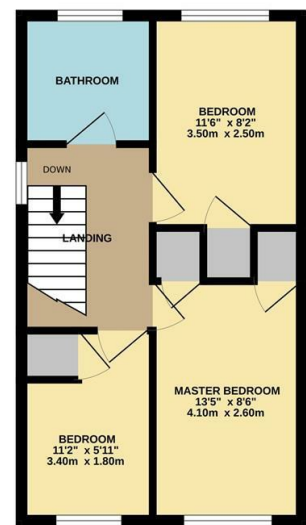 BATHROOM
BEDROOM
11'6" x 8'2"
3.50m x 2.50m
DOWN
LANDING
MASTER BEDROOM
13'5" x 8'6"
4.10m x 2.60m
BEDROOM
11'2" x 5'11"
3.40m x 1.80m